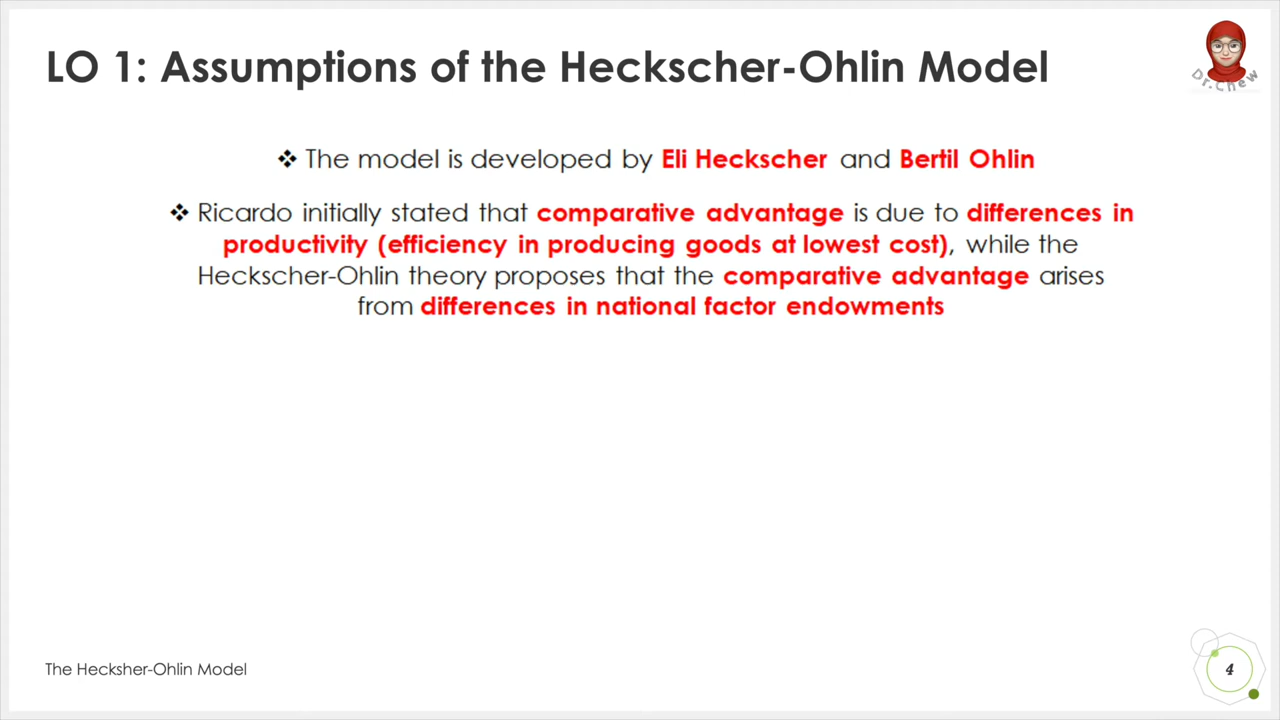 LO 1: Assumptions of the Heckscher-Ohlin Model
Dr.Chew
❖ The model is developed by Eli Heckscher and Bertil Ohlin
❖ Ricardo initially stated that comparative advantage is due to differences in
productivity (efficiency in producing goods at lowest cost), while the
Heckscher-Ohlin theory proposes that the comparative advantage arises
from differences in national factor endowments
The Hecksher-Ohlin Model
4